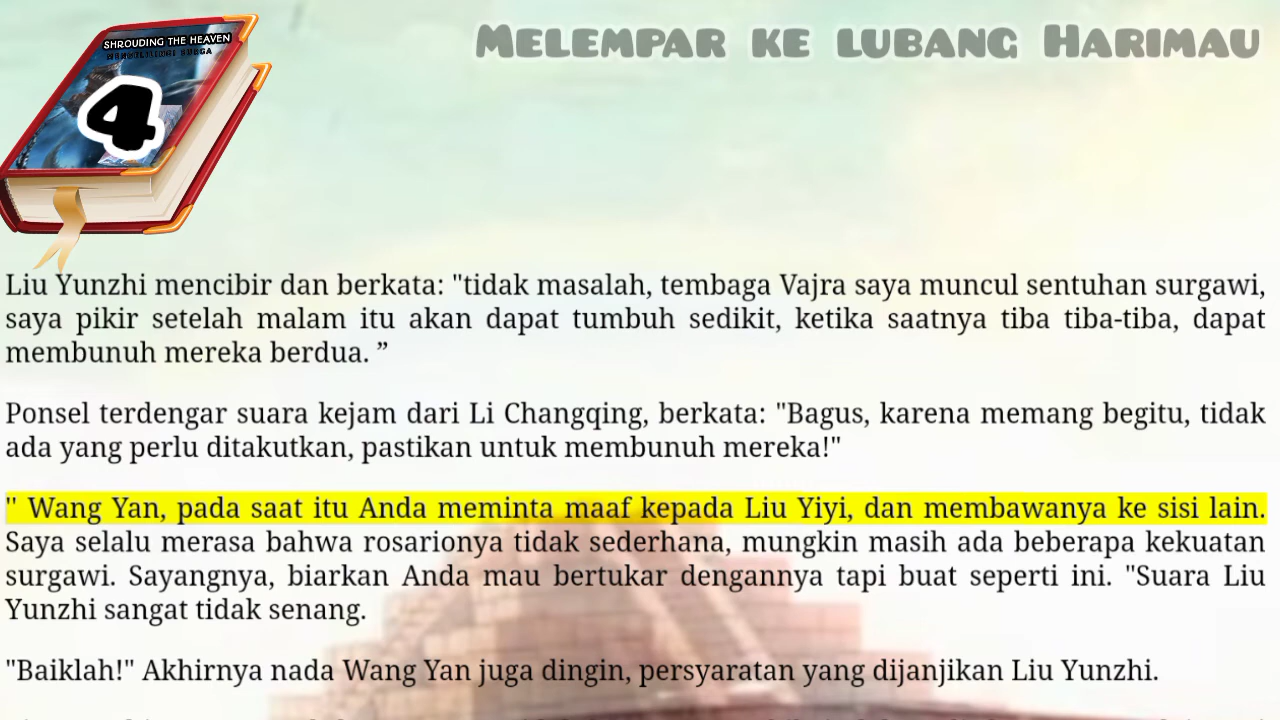 SHROUDING THE HEAVEN
4
Melempar ke lubang Harimau
Liu Yunzhi mencibir dan berkata: "tidak masalah, tembaga Vajra saya muncul sentuhan surgawi,
saya pikir setelah malam itu akan dapat tumbuh sedikit, ketika saatnya tiba tiba-tiba, dapat
membunuh mereka berdua. ”
Ponsel terdengar suara kejam dari Li Changqing, berkata: "Bagus, karena memang begitu, tidak
ada yang perlu ditakutkan, pastikan untuk membunuh mereka!"
" Wang Yan, pada saat itu Anda meminta maaf kepada Liu Yiyi, dan membawanya ke sisi lain.
Saya selalu merasa bahwa rosarionya tidak sederhana, mungkin masih ada beberapa kekuatan
surgawi. Sayangnya, biarkan Anda mau bertukar dengannya tapi buat seperti ini. "Suara Liu
Yunzhi sangat tidak senang.
"Baiklah!" Akhirnya nada Wang Yan juga dingin, persyaratan yang dijanjikan Liu Yunzhi.